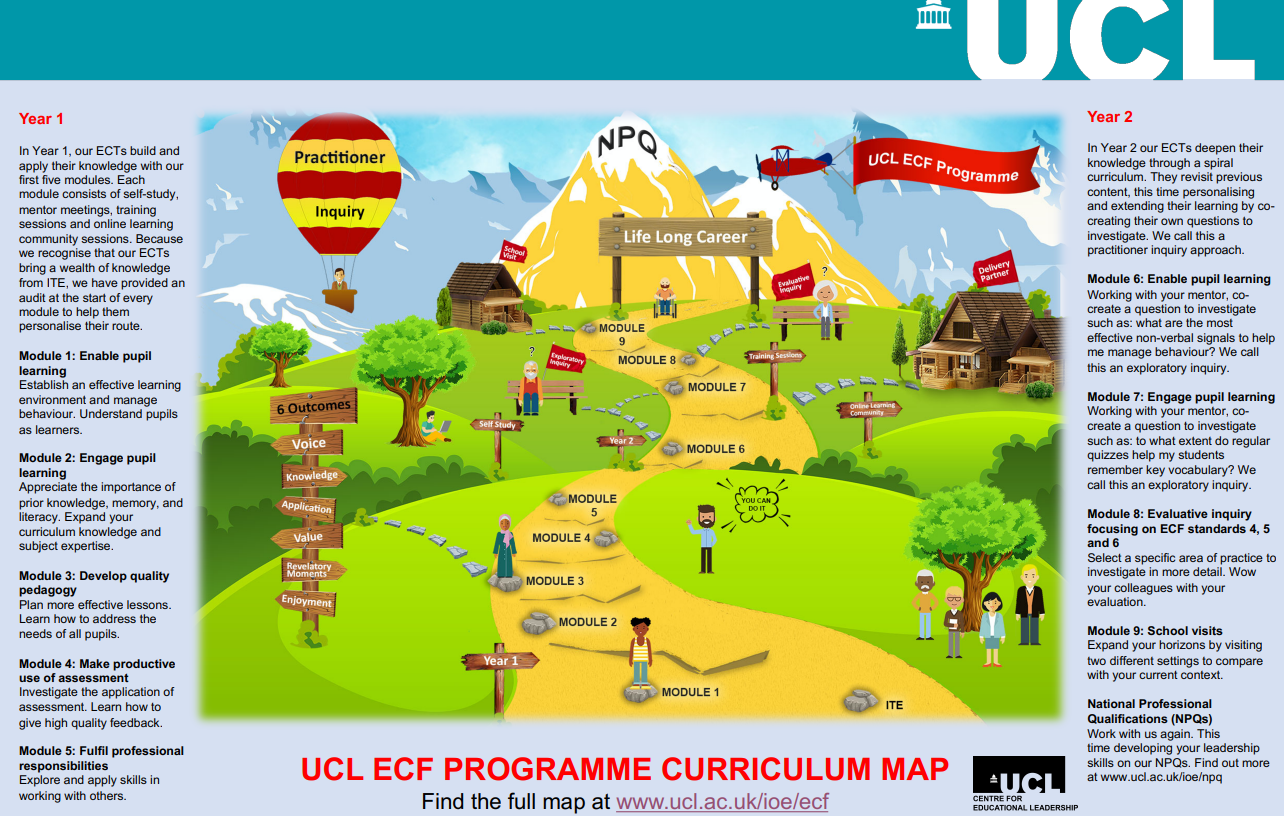 UCL
Year 1
In Year 1, our ECTs build and
apply their knowledge with our
first five modules. Each
module consists of self-study,
mentor meetings, training
sessions and online learning
community sessions. Because
we recognise that our ECTs
bring a wealth of knowledge
from ITE, we have provided an
audit at the start of every
module to help them
personalise their route.
Module 1: Enable pupil
learning
Establish an effective learning
environment and manage
behaviour. Understand pupils
as learners.
Module 2: Engage pupil
learning
Appreciate the importance of
prior knowledge, memory, and
literacy. Expand your
curriculum knowledge and
subject expertise.
Module 3: Develop quality
pedagogy
Plan more effective lessons.
Learn how to address the
needs of all pupils.
Module 4: Make productive
use of assessment
Investigate the application of
assessment. Learn how to
give high quality feedback.
Module 5: Fulfil professional
responsibilities
Explore and apply skills in
working with others.
Practitioner
Inquiry
NPQ
UCL ECF Programme
Life Long Career
School
Visit
Evaluative
Inquiry
?
Delivery
Partner
MODULE
9
MODULE 8
Training Sessions
?
Exploratory
Inquiry
MODULE 7
6 Outcomes
Voice
Knowledge
Application
Value
Revelatory
Moments
Enjoyment
Self Study
Year 2
Online Learning
Community
MODULE 6
MODULE
5
YOU CAN
DO IT
MODULE 4
MODULE 3
MODULE 2
Year 1
MODULE 1
ITE
Year 2
In Year 2 our ECTs deepen their
knowledge through a spiral
curriculum. They revisit previous
content, this time personalising
and extending their learning by co-
creating their own questions to
investigate. We call this a
practitioner inquiry approach.
Module 6: Enable pupil learning
Working with your mentor, co-
create a question to investigate
such as: what are the most
effective non-verbal signals to help
me manage behaviour? We call
this an exploratory inquiry.
Module 7: Engage pupil learning
Working with your mentor, co-
create a question to investigate
such as: to what extent do regular
quizzes help my students
remember key vocabulary? We
call this an exploratory inquiry.
Module 8: Evaluative inquiry
focusing on ECF standards 4, 5
and 6
Select a specific area of practice to
investigate in more detail. Wow
your colleagues with your
evaluation.
Module 9: School visits
Expand your horizons by visiting
two different settings to compare
with your current context.
National Professional
Qualifications (NPQs)
Work with us again. This
time developing your leadership
skills on our NPQs. Find out more
at www.ucl.ac.uk/ioe/npq
UCL ECF PROGRAMME CURRICULUM MAP
Find the full map at www.ucl.ac.uk/ioe/ecf
UCL
CENTRE FOR
EDUCATIONAL LEADERSHIP